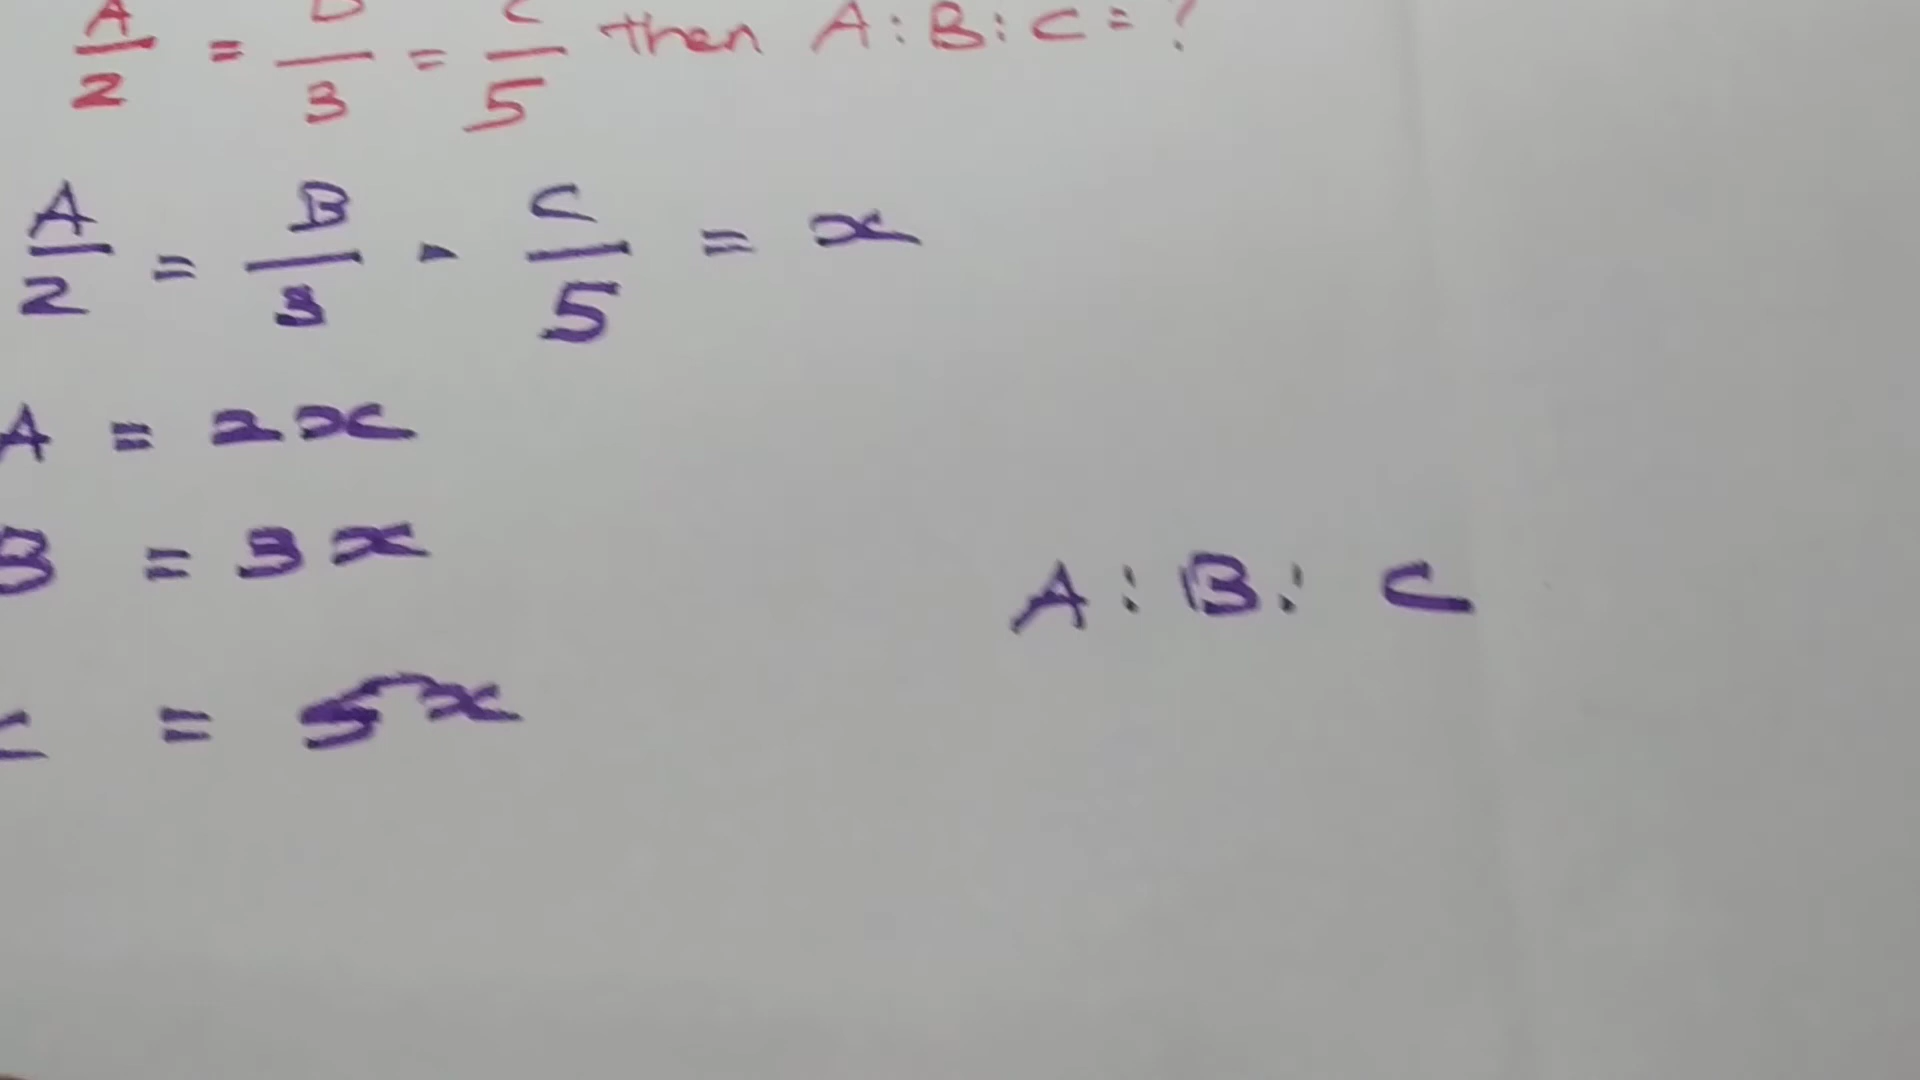 A/2 = B/3 = C/5 then A:B:C=?
A/2 = B/3 - C/5 = x
A = 2x
B = 3x
A : B : C
C = 5x